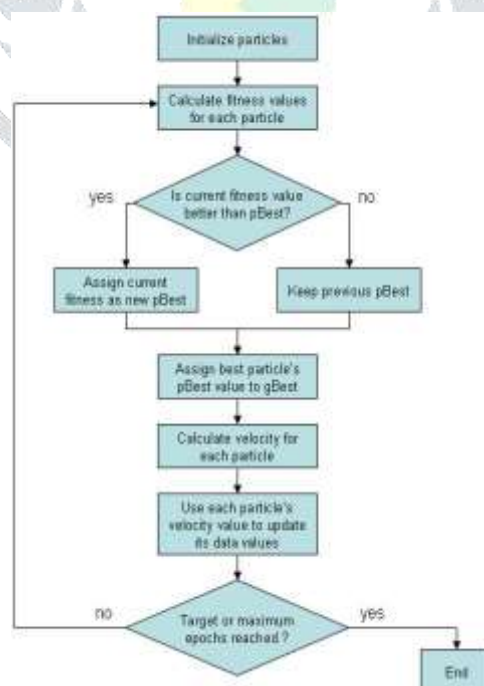 Initialize particles
Calculate fitness values
for each particle
Is current fitness value
better than pBest?
yes
no
Assign current
fitness as new pBest
Keep previous pBest
Assign best particle's
pBest value to gBest
Calculate velocity for
each particle
Use each particle's
velocity value to update
its data values
no
Target or maximum
epochs reached ?
yes
End